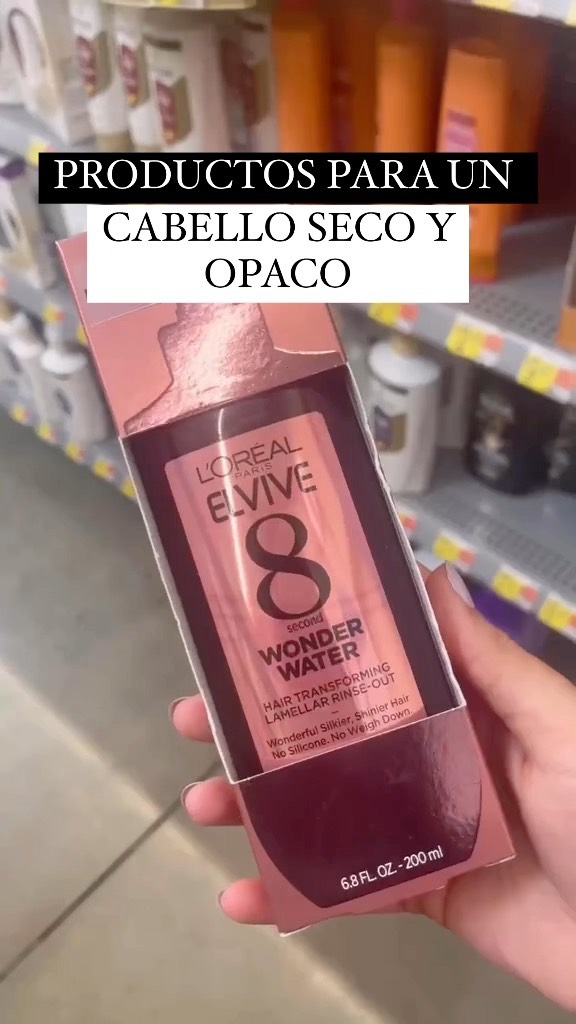 PRODUCTOS PARA UN
CABELLO SECO Y
OPACO
L'ORÉAL
PARIS
ELVIVE
8
second
WONDER
WATER
HAIR TRANSFORMING
LAMELLAR RINSE-OUT
Wonderful Silkier, Shinier Hair
No Silicone. No Weigh Down.
6.8 FL. OZ. - 200 ml